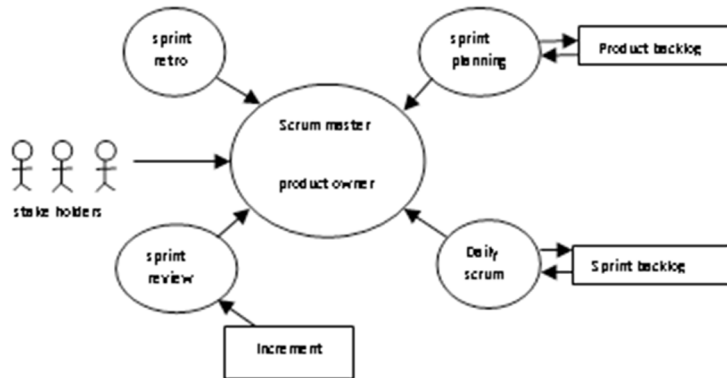 sprint
retro
sprint
planning
Product backlog
Scrum master
product owner
stake holders
sprint
review
Daily
scrum
Sprint backlog
Increment